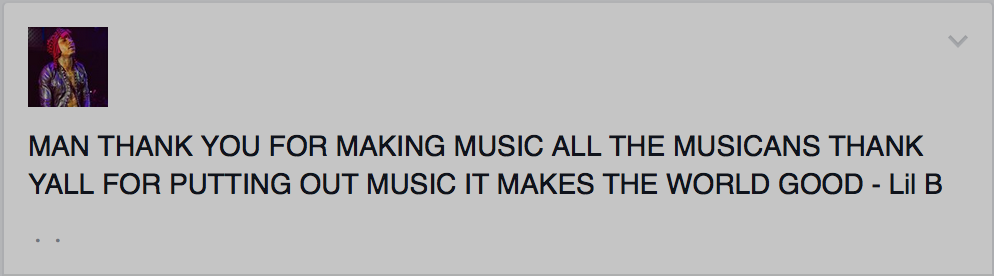 MAN THANK YOU FOR MAKING MUSIC ALL THE MUSICANS THANK
YALL FOR PUTTING OUT MUSIC IT MAKES THE WORLD GOOD - Lil B